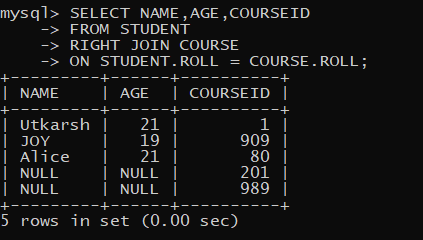 mysql> SELECT NAME,AGE,COURSEID
    -> FROM STUDENT
    -> RIGHT JOIN COURSE
    -> ON STUDENT.ROLL = COURSE.ROLL;
+---------+------+----------+
| NAME    | AGE  | COURSEID |
+---------+------+----------+
| Utkarsh |   21 |        1 |
| JOY     |   19 |      909 |
| Alice   |   21 |       80 |
| NULL    | NULL |      201 |
| NULL    | NULL |      989 |
+---------+------+----------+
5 rows in set (0.00 sec)